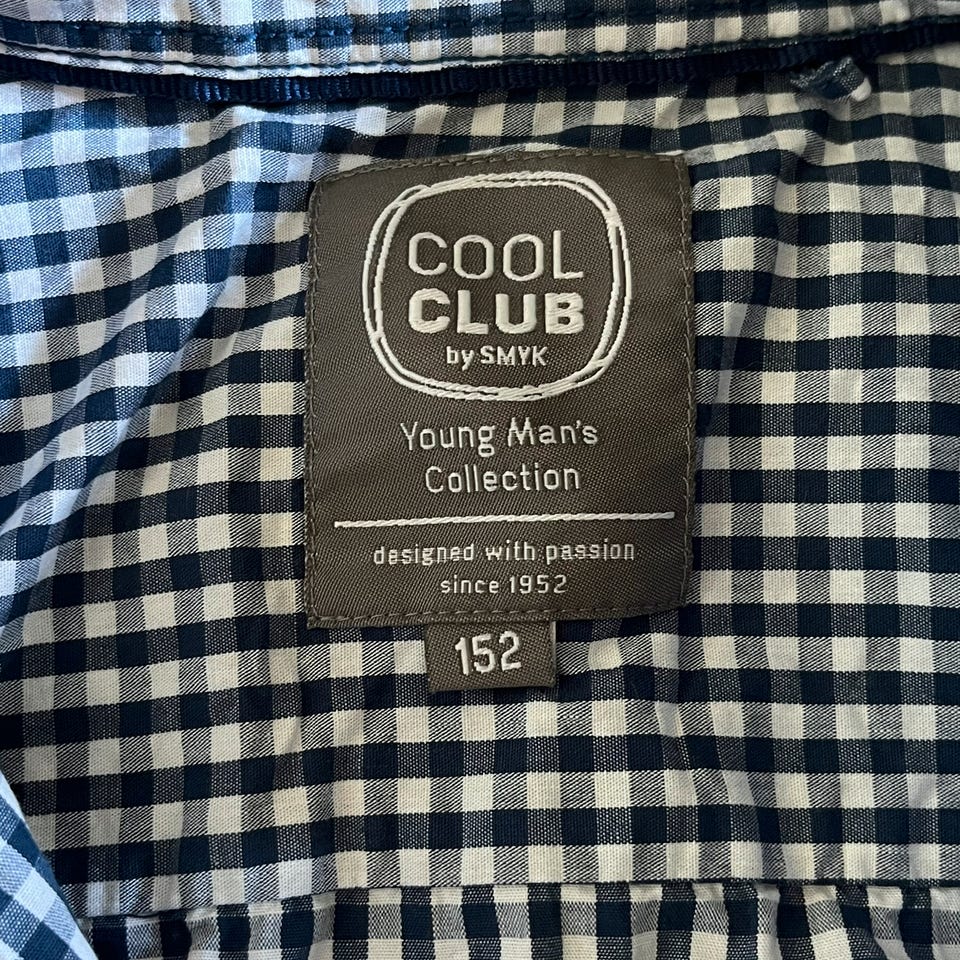 COOL
CLUB
by SMYK
Young Man's
Collection
designed with passion
since 1952
152